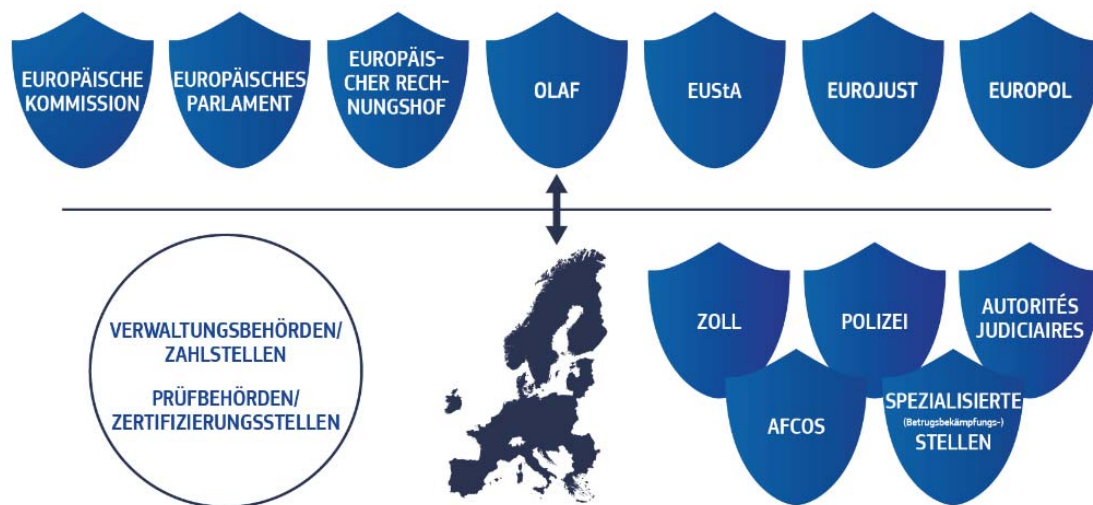 EUROPÄISCHE
KOMMISSION
EUROPÄISCHES
PARLAMENT
EUROPÄIS-
CHER RECH-
NUNGSHOF
OLAF
EUStA
EUROJUST
EUROPOL
VERWALTUNGSBEHÖRDEN/
ZAHLSTELLEN
PRÜFBEHÖRDEN/
ZERTIFIZIERUNGSSTELLEN
ZOLL
POLIZEI
AUTORITÉS
JUDICIAIRES
AFCOS
SPEZIALISIERTE
(Betrugsbekämpfungs-)
STELLEN